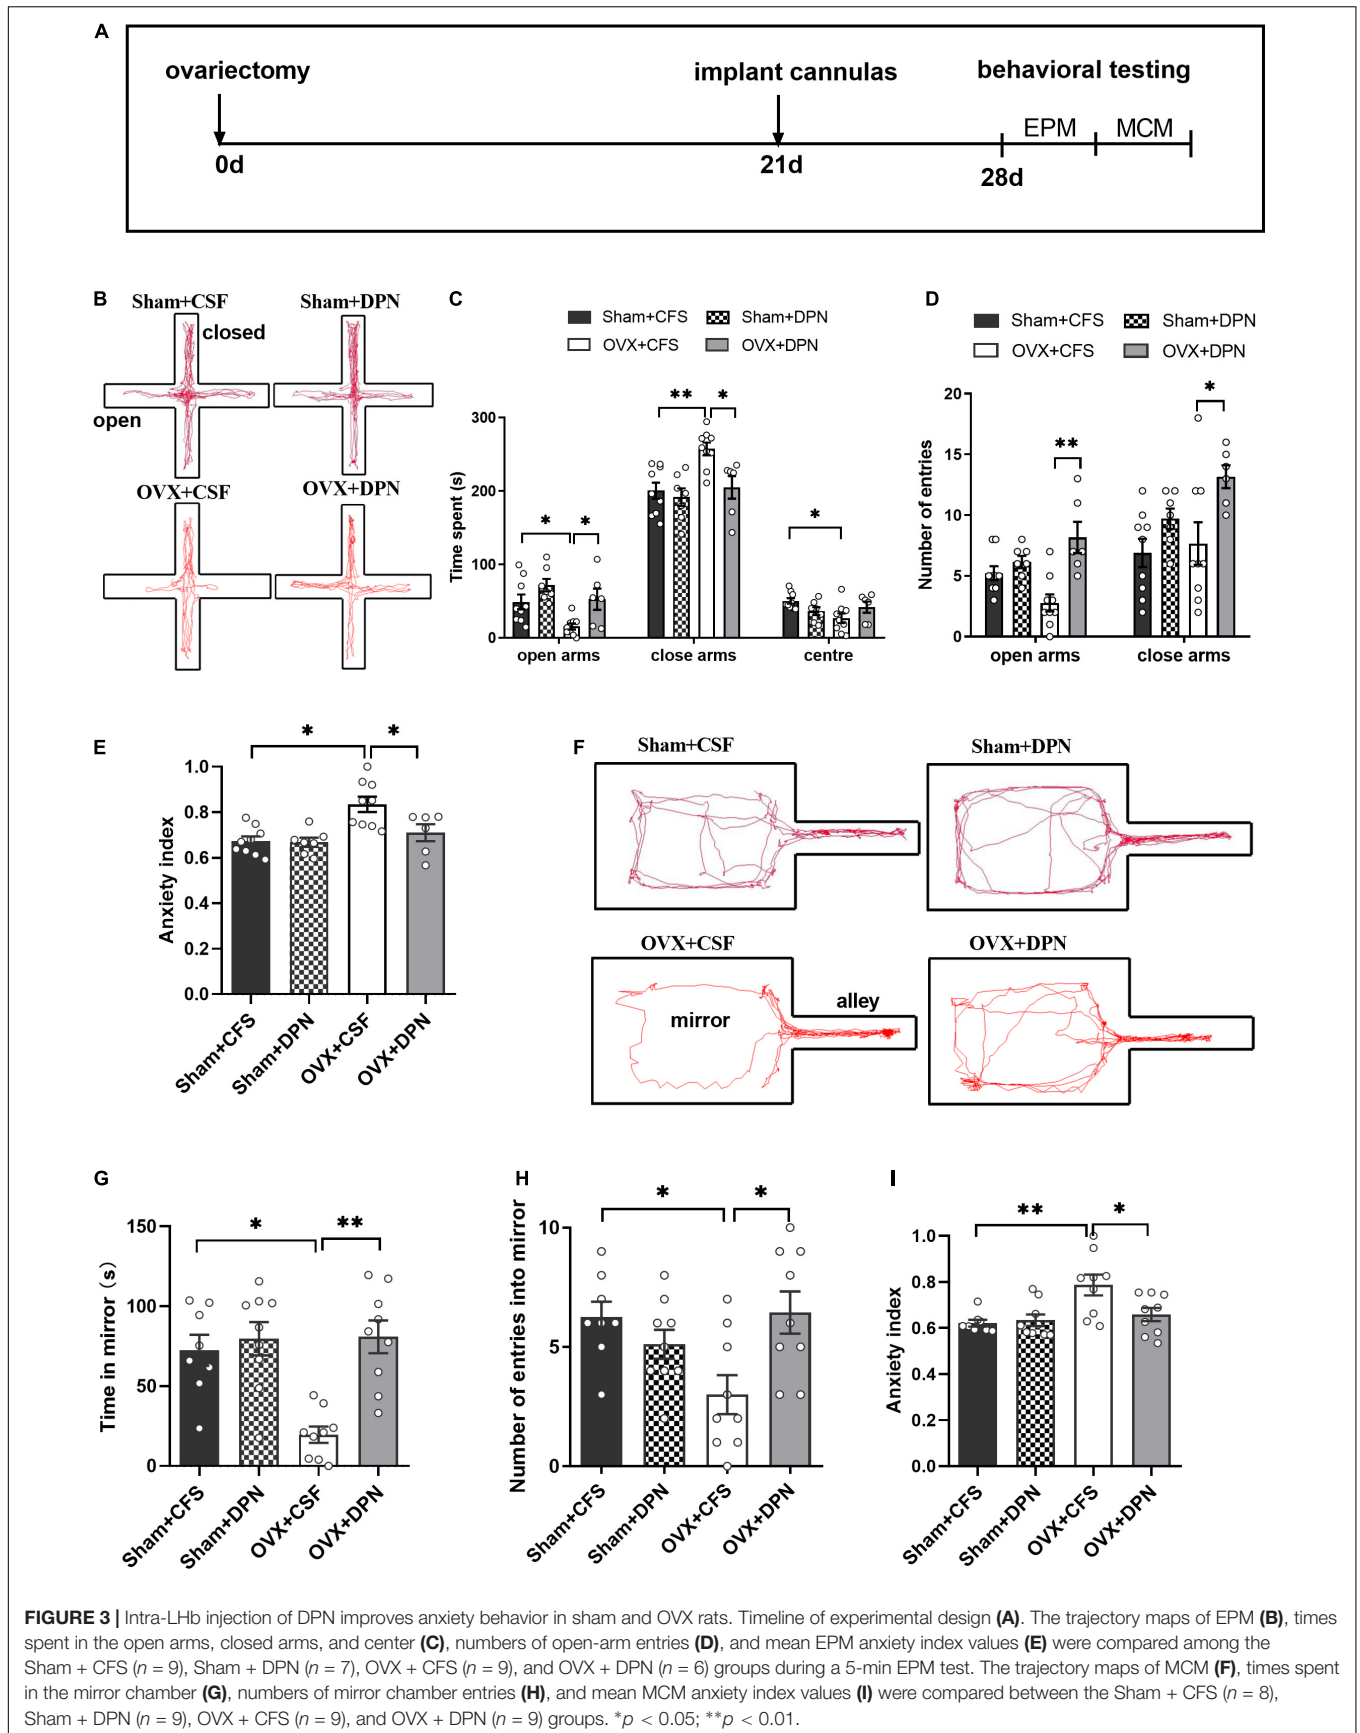 A
ovariectomy
implant cannulas
behavioral testing
EPM
MCM
0d
21d
28d
B
Sham+CSF
Sham+DPN
closed
open
OVX+CSF
OVX+DPN
C
Sham+CFS
Sham+DPN
OVX+CFS
OVX+DPN
Time spent (s)
300
200
100
0
*
*
**
*
*
open arms
close arms
centre
D
Sham+CFS
Sham+DPN
OVX+CFS
OVX+DPN
Number of entries
20
15
10
5
0
**
*
open arms
close arms
E
Anxiety index
1.0
0.8
0.6
0.4
0.2
0.0
*
*
Sham+CFS
Sham+DPN
OVX+CSF
OVX+DPN
F
Sham+CSF
Sham+DPN
OVX+CSF
OVX+DPN
mirror
alley
G
Time in mirror (s)
150
100
50
0
*
**
Sham+CFS
Sham+DPN
OVX+CSF
OVX+DPN
H
Number of entries into mirror
10
5
0
*
*
Sham+CFS
Sham+DPN
OVX+CFS
OVX+DPN
I
Anxiety index
1.0
0.8
0.6
0.4
0.2
0.0
**
*
Sham+CFS
Sham+DPN
OVX+CFS
OVX+DPN
FIGURE 3 | Intra-LHb injection of DPN improves anxiety behavior in sham and OVX rats. Timeline of experimental design (A). The trajectory maps of EPM (B), times
spent in the open arms, closed arms, and center (C), numbers of open-arm entries (D), and mean EPM anxiety index values (E) were compared among the
Sham + CFS (n = 9), Sham + DPN (n = 7), OVX + CFS (n = 9), and OVX + DPN (n = 6) groups during a 5-min EPM test. The trajectory maps of MCM (F), times spent
in the mirror chamber (G), numbers of mirror chamber entries (H), and mean MCM anxiety index values (I) were compared between the Sham + CFS (n = 8),
Sham + DPN (n = 9), OVX + CFS (n = 9), and OVX + DPN (n = 9) groups. *p < 0.05; **p < 0.01.